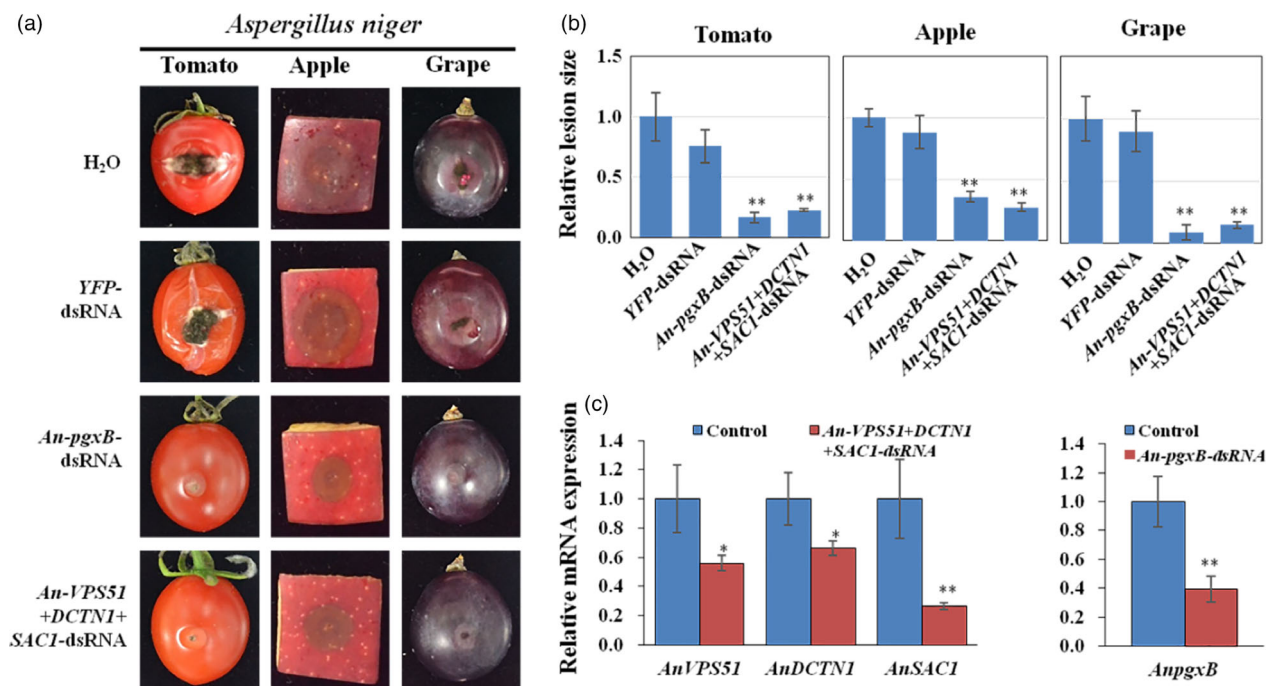 (a)
Aspergillus niger
Tomato Apple Grape
H₂O
YFP-
dsRNA
An-pgxB-
dsRNA
An-VPS51
+DCTN1+
SAC1-dsRNA
(b)
Tomato Apple Grape
Relative lesion size
1.5
1.0
0.5
0.0
** ** ** ** ** **
H₂O
YFP-dsRNA
An-pgxB-dsRNA
An-VPS51+DCTN1
+SAC1-dsRNA
H₂O
YFP-dsRNA
An-pgxB-dsRNA
An-VPS51+DCTN1
+SAC1-dsRNA
H₂O
YFP-dsRNA
An-pgxB-dsRNA
An-VPS51+DCTN1
+SAC1-dsRNA
(c)
Relative mRNA expression
Control An-VPS51+DCTN1
+SAC1-dsRNA
1.4
1.2
1.0
0.8
0.6
0.4
0.2
0.0
* * **
AnVPS51 AnDCTN1 AnSAC1
Control
An-pgxB-dsRNA
1.4
1.2
1.0
0.8
0.6
0.4
0.2
0.0
**
AnpgxB